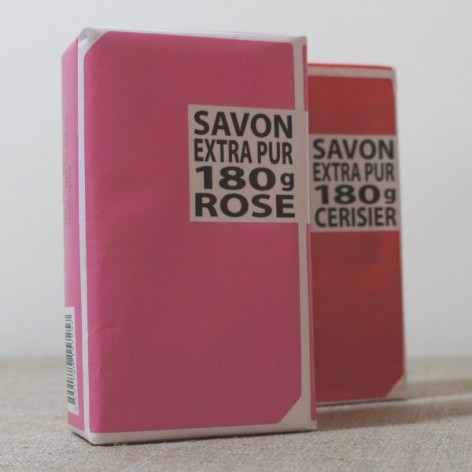 SAVON
EXTRA PUR
180g
ROSE
SAVON
EXTRA PUR
180g
CERISIER